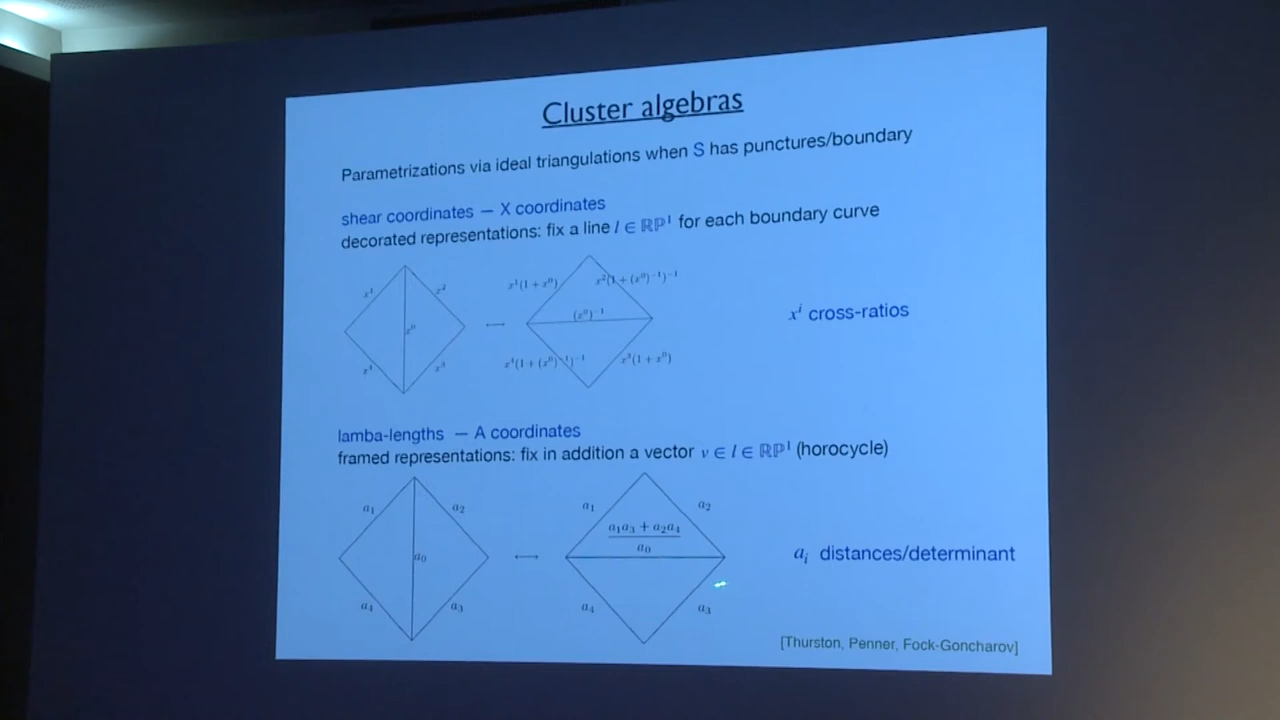 Cluster algebras
Parametrizations via ideal triangulations when S has punctures/boundary
shear coordinates — X coordinates
decorated representations: fix a line l ∈ ℝℙ¹ for each boundary curve
x¹ x² x¹(1 + x⁰) x²(1 + (x⁰)⁻¹)⁻¹
x⁰ ⟷ (x⁰)⁻¹ xⁱ cross-ratios
x⁴ x³ x⁴(1 + (x⁰)⁻¹)⁻¹ x³(1 + x⁰)
lamba-lengths — A coordinates
framed representations: fix in addition a vector v ∈ l ∈ ℝℙ¹ (horocycle)
a₁ a₂ a₁ a₂
a₁a₃ + a₂a₄
a₀ ⟷ a₀ aᵢ distances/determinant
a₄ a₃ a₄ a₃
[Thurston, Penner, Fock-Goncharov]